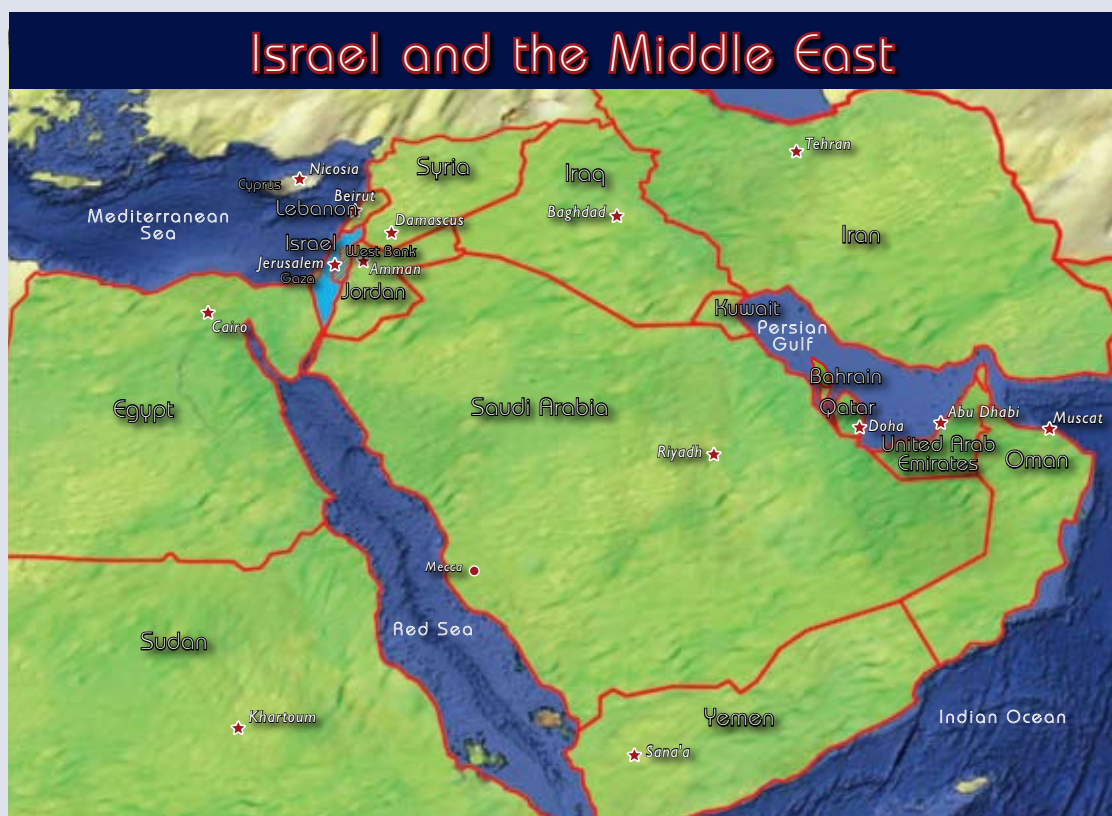 Israel and the Middle East
Tehran
Nicosia
Cyprus
Syria
Iraq
Beirut
Lebanon
Mediterranean
Sea
Baghdad
Damascus
Iran
Israel
West Bank
Jerusalem
Amman
Gaza
Jordan
Kuwait
Cairo
Persian
Gulf
Bahrain
Egypt
Saudi Arabia
Qatar
Abu Dhabi
Muscat
Doha
United Arab
Emirates
Riyadh
Oman
Mecca
Red Sea
Sudan
Khartoum
Yemen
Indian Ocean
Sana'a